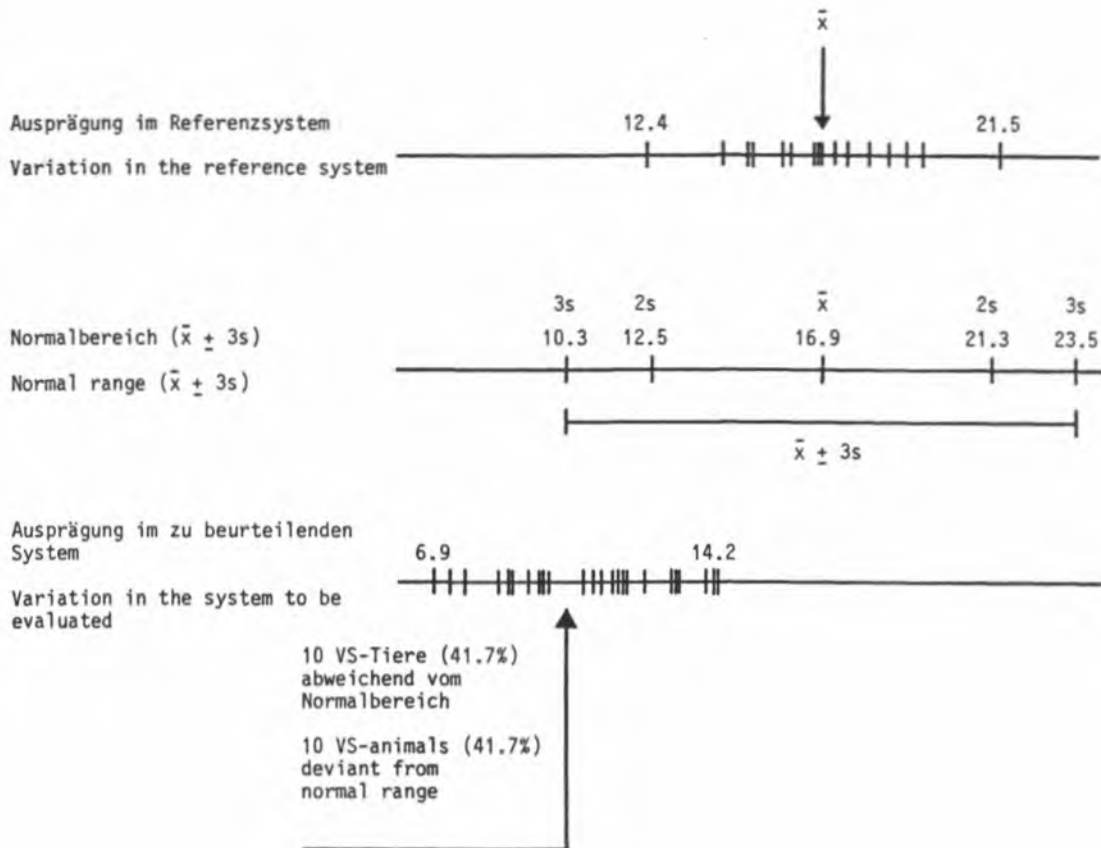 x̄
Ausprägung im Referenzsystem
12.4 21.5
Variation in the reference system
3s 2s x̄ 2s 3s
Normalbereich (x̄ ± 3s)
10.3 12.5 16.9 21.3 23.5
Normal range (x̄ ± 3s)
x̄ ± 3s
Ausprägung im zu beurteilenden
System
6.9 14.2
Variation in the system to be
evaluated
10 VS-Tiere (41.7%)
abweichend vom
Normalbereich
10 VS-animals (41.7%)
deviant from
normal range